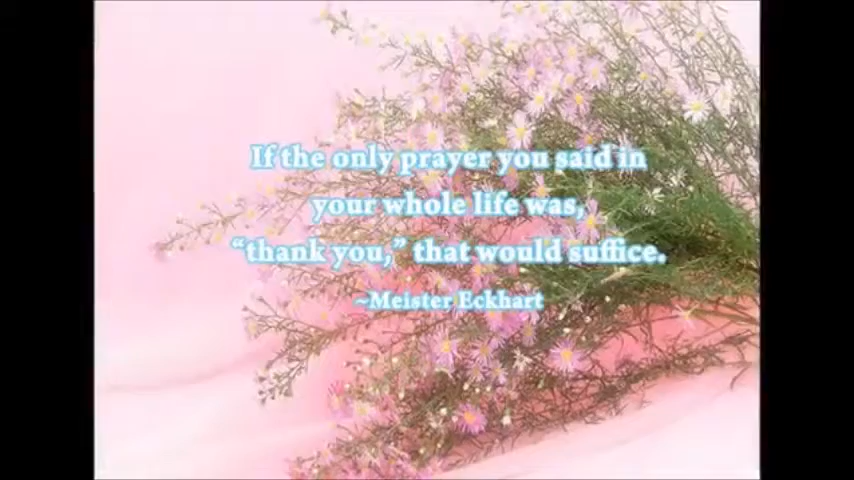 If the only prayer you said in
your whole life was,
“thank you,” that would suffice.
~Meister Eckhart